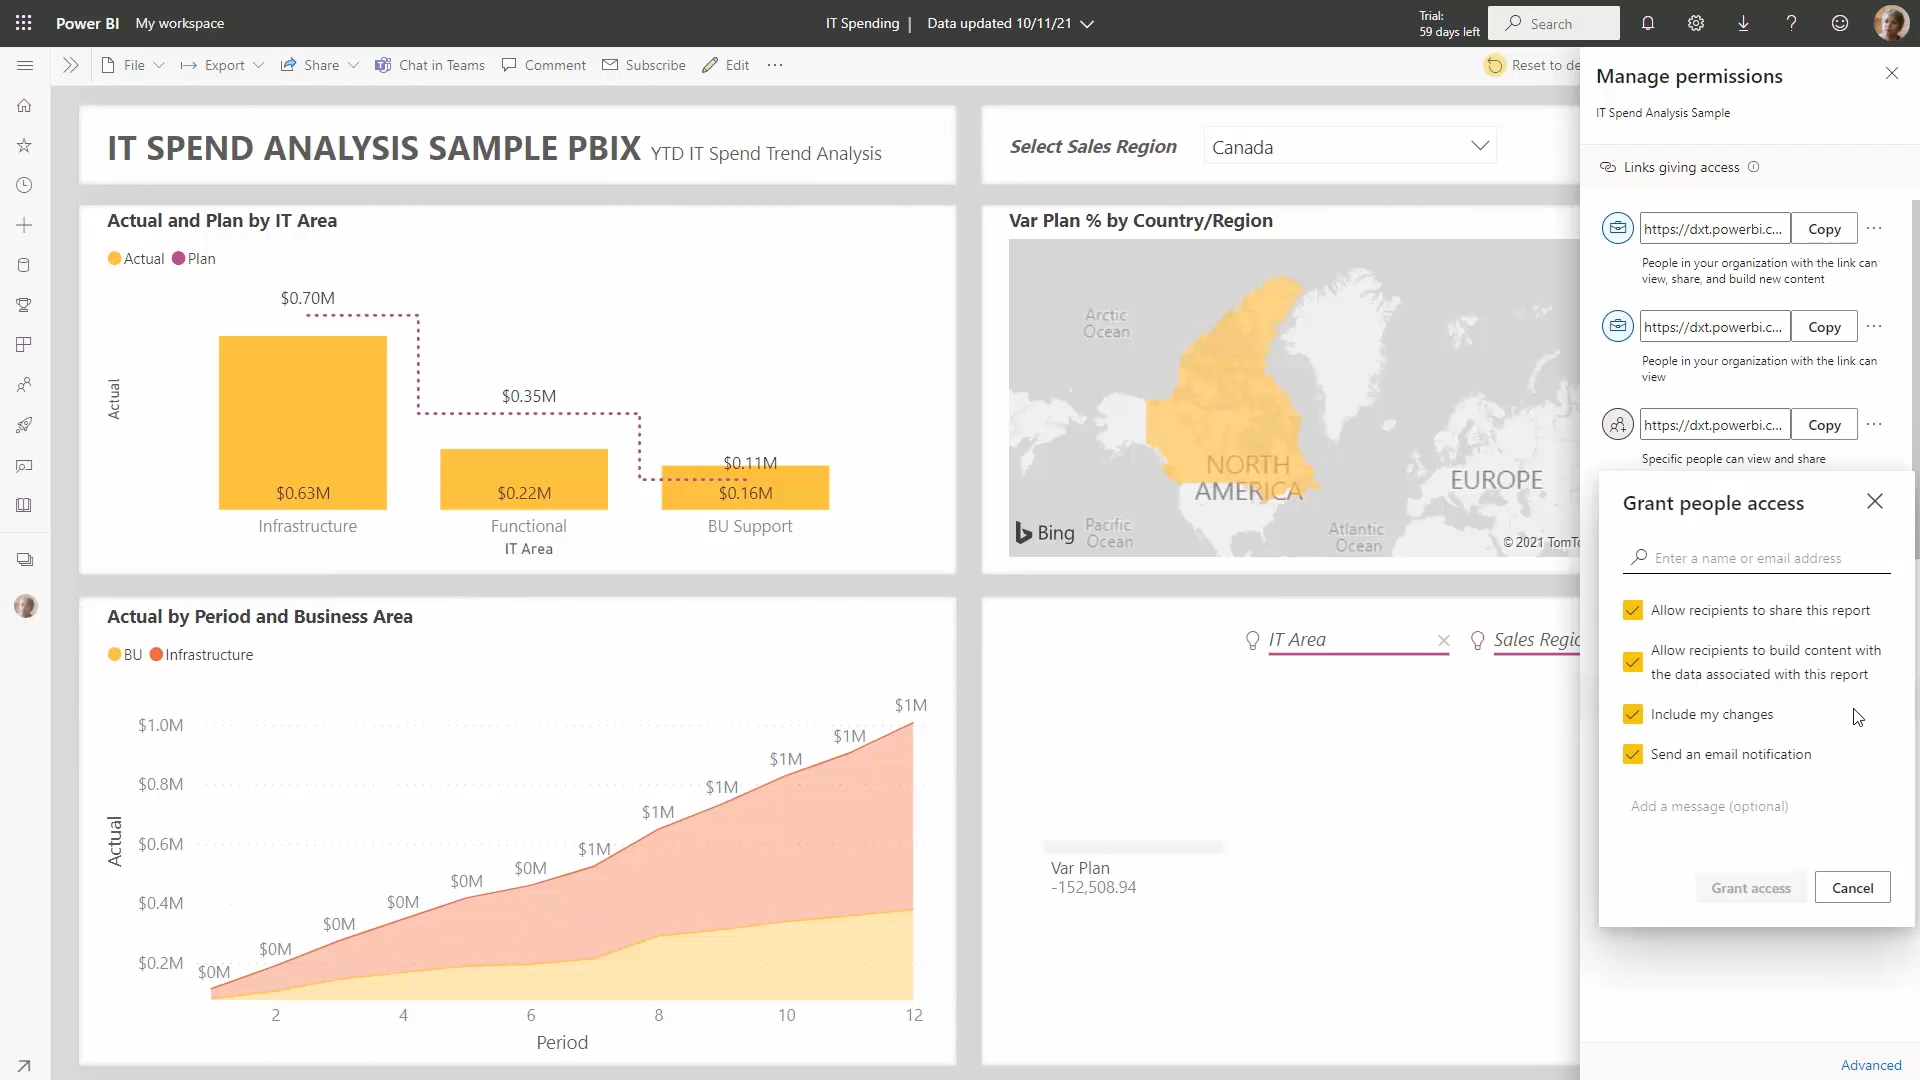 Power BI My workspace
IT Spending | Data updated 10/11/21
Trial:
59 days left
Search
File Export Share Chat in Teams Comment Subscribe Edit ...
Reset to de
IT SPEND ANALYSIS SAMPLE PBIX YTD IT Spend Trend Analysis
Select Sales Region Canada
Actual and Plan by IT Area
Actual Plan
$0.70M
$0.35M
$0.11M
$0.63M $0.22M $0.16M
Actual
Infrastructure Functional BU Support
IT Area
Var Plan % by Country/Region
Arctic
Ocean
NORTH
AMERICA
EUROPE
Bing
Pacific
Ocean
Atlantic
Ocean
© 2021 TomTo
Actual by Period and Business Area
BU Infrastructure
$1.0M
$0.8M
$0.6M
$0.4M
$0.2M
Actual
$0M $0M $0M $0M $0M $0M $1M $1M $1M $1M $1M $1M
2 4 6 8 10 12
Period
IT Area Sales Regio
Var Plan
-152,508.94
Manage permissions
IT Spend Analysis Sample
Links giving access
https://dxt.powerbi.c... Copy ...
People in your organization with the link can
view, share, and build new content
https://dxt.powerbi.c... Copy ...
People in your organization with the link can
view
https://dxt.powerbi.c... Copy ...
Specific people can view and share
Grant people access
Enter a name or email address
Allow recipients to share this report
Allow recipients to build content with
the data associated with this report
Include my changes
Send an email notification
Add a message (optional)
Grant access Cancel
Advanced